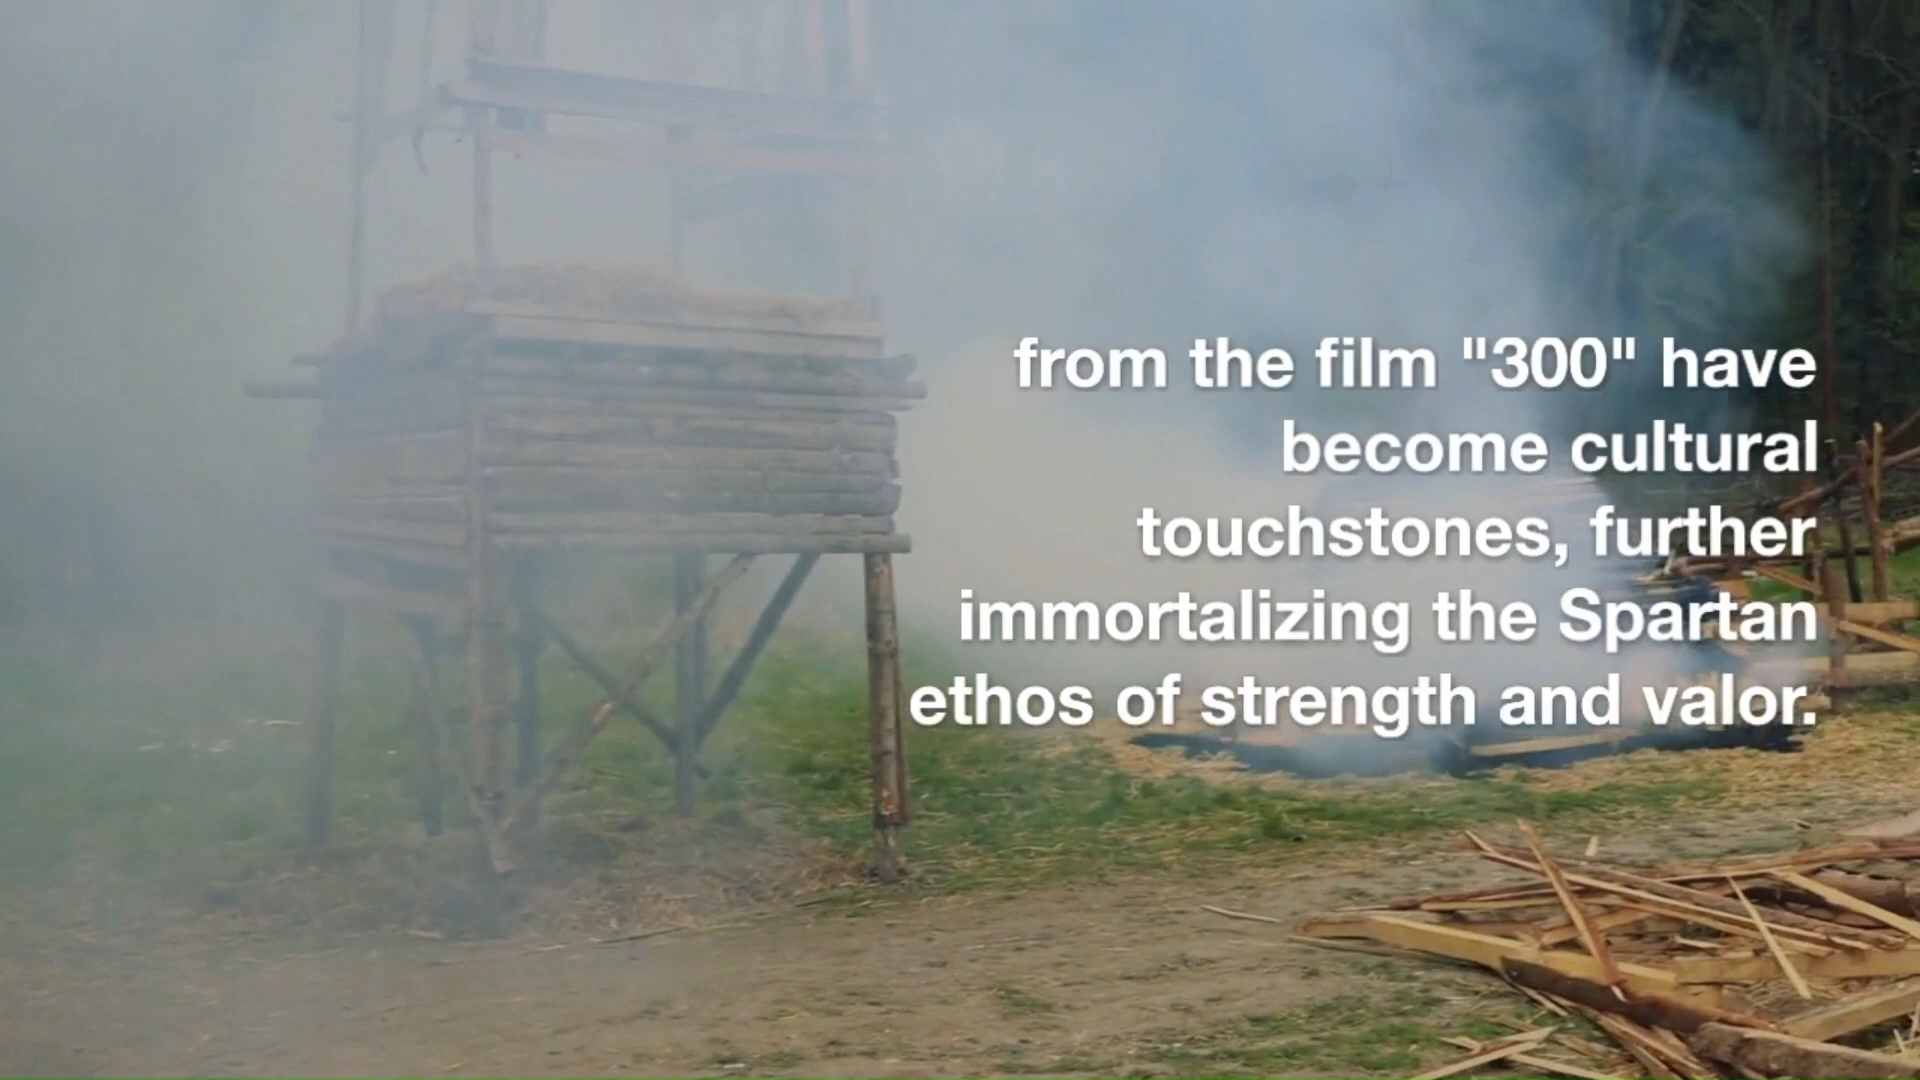 from the film "300" have
become cultural
touchstones, further
immortalizing the Spartan
ethos of strength and valor.